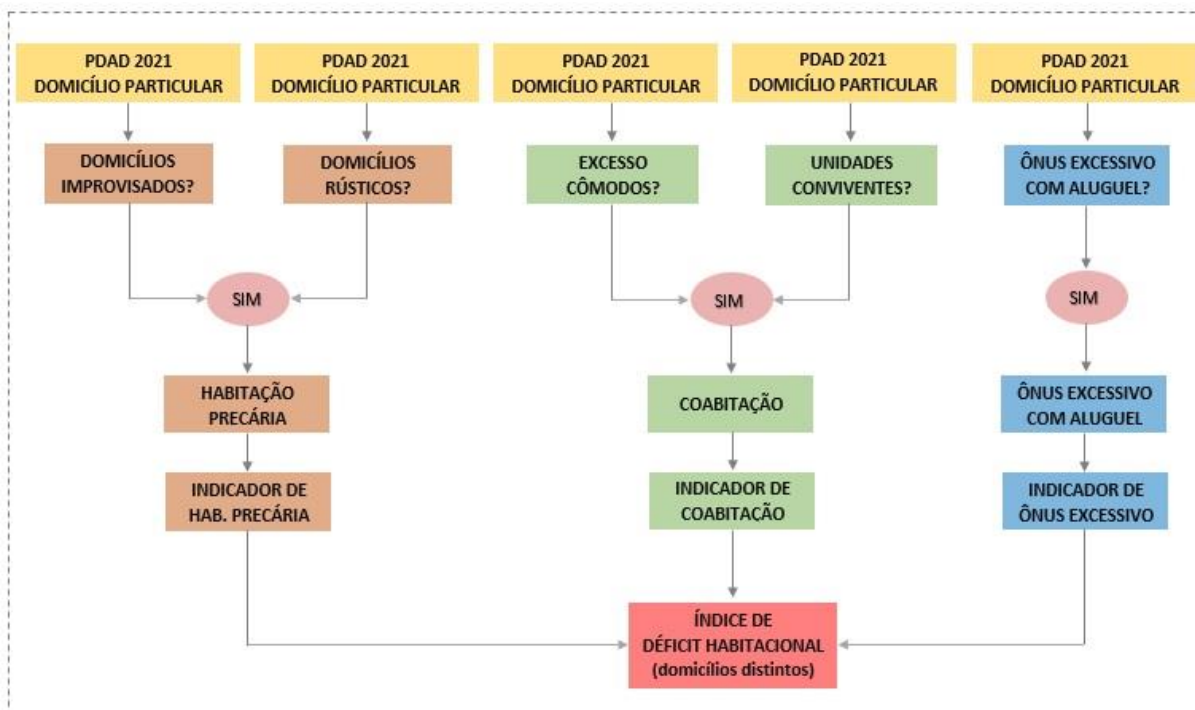 PDAD 2021
DOMICÍLIO PARTICULAR
PDAD 2021
DOMICÍLIO PARTICULAR
PDAD 2021
DOMICÍLIO PARTICULAR
PDAD 2021
DOMICÍLIO PARTICULAR
PDAD 2021
DOMICÍLIO PARTICULAR
DOMICÍLIOS
IMPROVISADOS?
DOMICÍLIOS
RÚSTICOS?
EXCESSO
CÔMODOS?
UNIDADES
CONVIVENTES?
ÔNUS EXCESSIVO
COM ALUGUEL?
SIM
SIM
SIM
HABITAÇÃO
PRECÁRIA
COABITAÇÃO
ÔNUS EXCESSIVO
COM ALUGUEL
INDICADOR DE
HAB. PRECÁRIA
INDICADOR DE
COABITAÇÃO
INDICADOR DE
ÔNUS EXCESSIVO
ÍNDICE DE
DÉFICIT HABITACIONAL
(domicílios distintos)